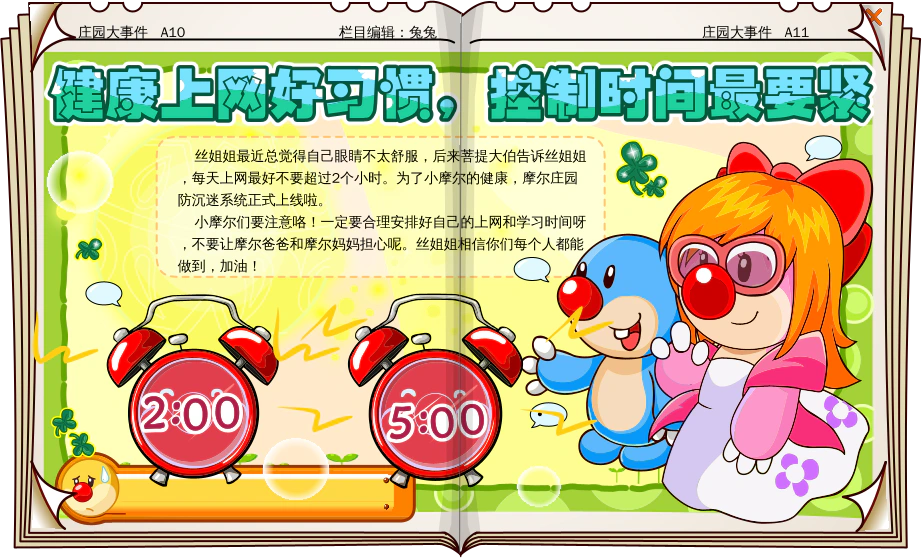 庄园大事件 A10
栏目编辑：兔兔
庄园大事件 A11
健康上网好习惯，控制时间最要紧
丝姐姐最近总觉得自己眼睛不太舒服，后来菩提大伯告诉丝姐姐
，每天上网最好不要超过2个小时。为了小摩尔的健康，摩尔庄园
防沉迷系统正式上线啦。
小摩尔们要注意咯！一定要合理安排好自己的上网和学习时间呀
，不要让摩尔爸爸和摩尔妈妈担心呢。丝姐姐相信你们每个人都能
做到，加油！
2:00
5:00